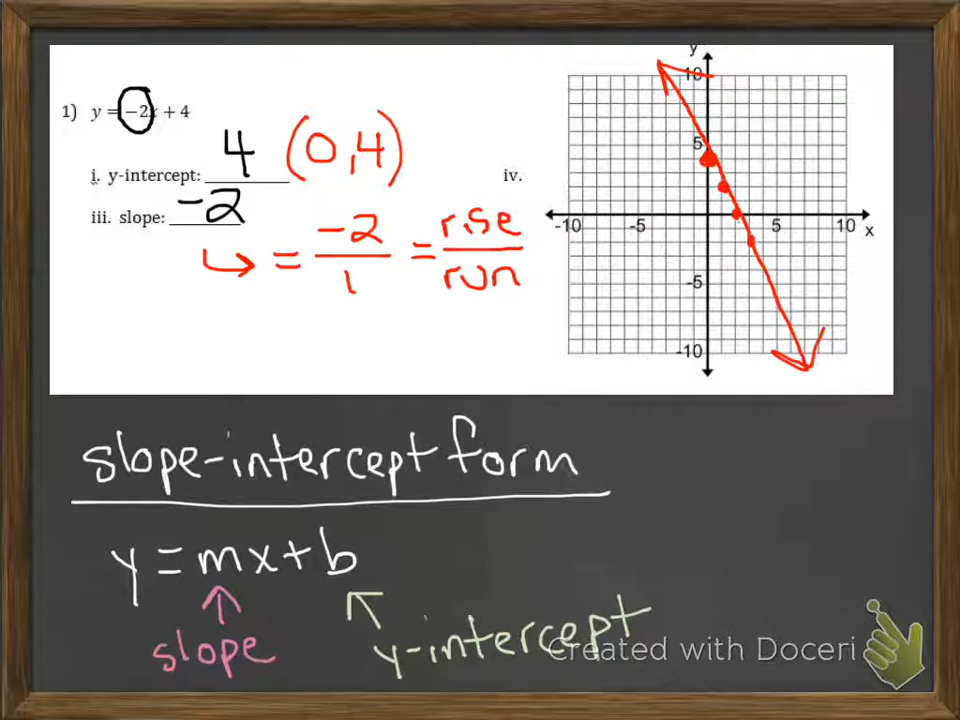 1) y = −2x + 4
i. y-intercept: 4 (0,4)
iii. slope: -2
= -2/1 = rise/run
iv.
y
10
5
-10 -5 5 10 x
-5
-10
slope-intercept form
y = mx + b
slope
y-intercept
Created with Doceri